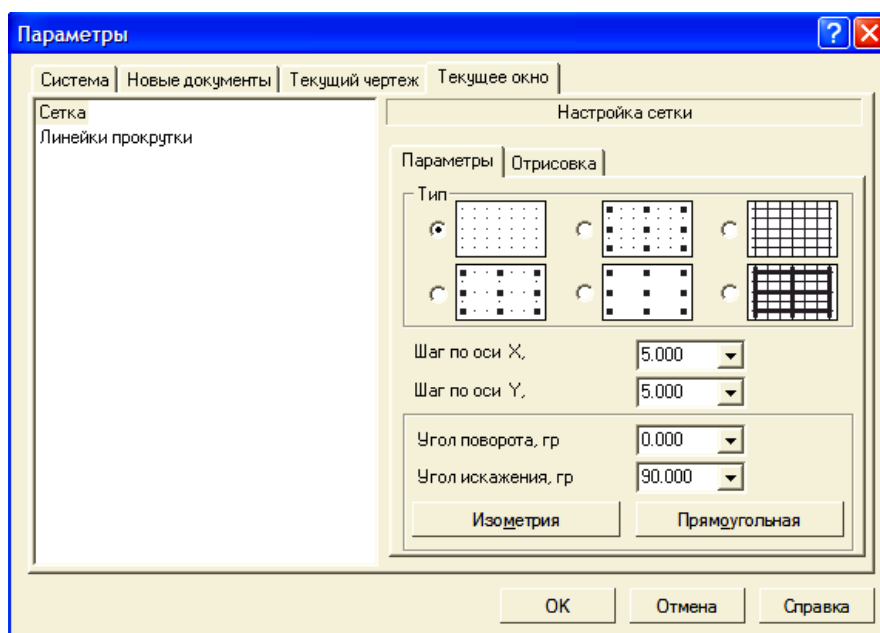 Параметры
Система Новые документы Текущий чертеж Текущее окно
Сетка
Линейки прокрутки
Настройка сетки
Параметры Отрисовка
Тип
Шаг по оси X, 5.000
Шаг по оси Y, 5.000
Угол поворота, гр 0.000
Угол искажения, гр 90.000
Изометрия Прямоугольная
OK Отмена Справка